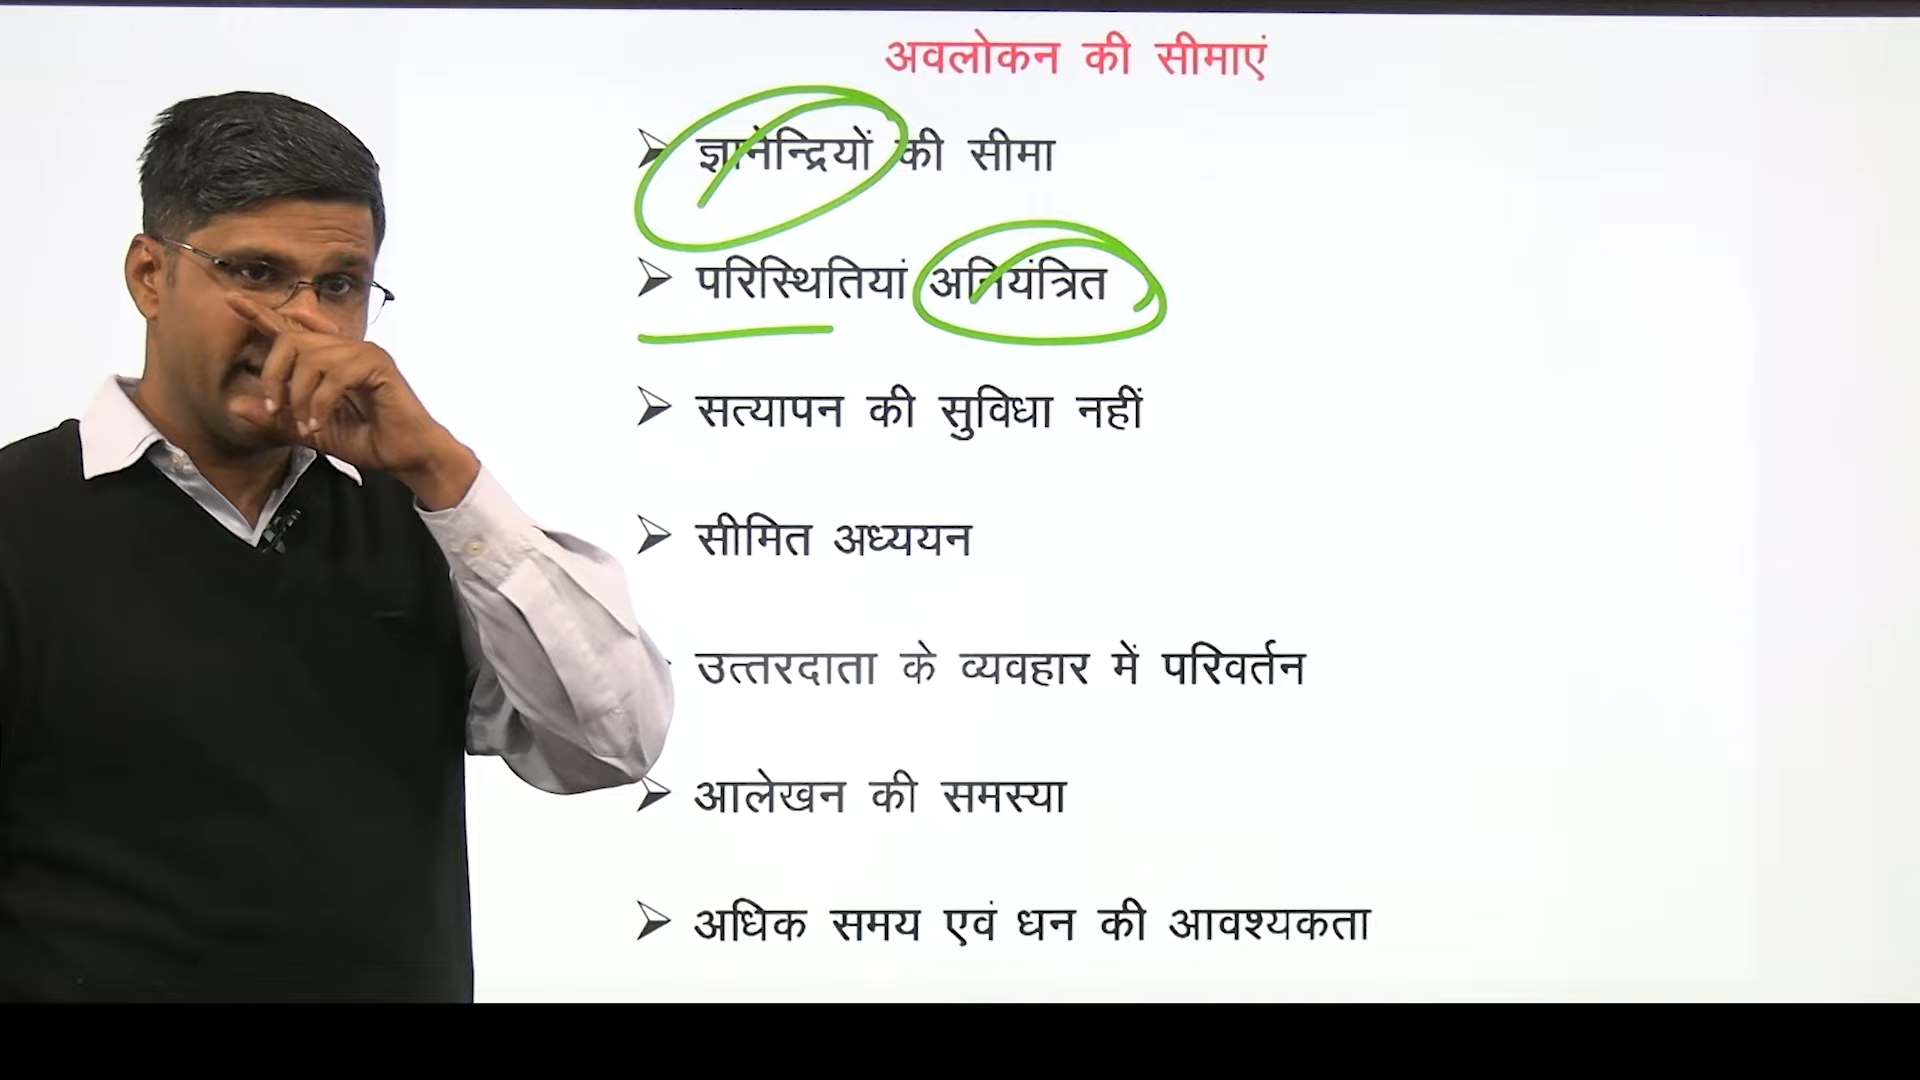 अवलोकन की सीमाएं
ज्ञानेन्द्रियों की सीमा
परिस्थितियां अनियंत्रित
सत्यापन की सुविधा नहीं
सीमित अध्ययन
उत्तरदाता के व्यवहार में परिवर्तन
आलेखन की समस्या
अधिक समय एवं धन की आवश्यकता